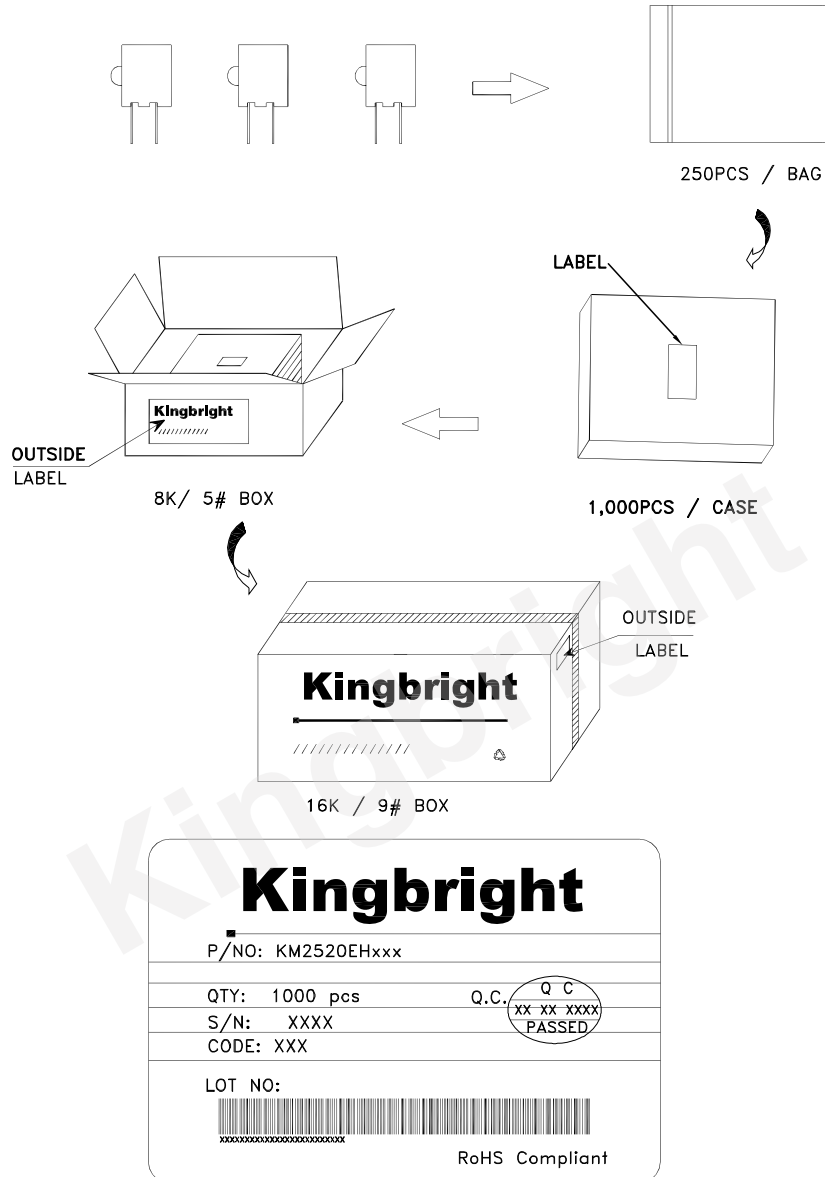 250PCS / BAG
LABEL
Kingbright
OUTSIDE
LABEL
8K/ 5# BOX
1,000PCS / CASE
OUTSIDE
LABEL
Kingbright
16K / 9# BOX
Kingbright
Kingbright
P/NO: KM2520EHxxx
QTY: 1000 pcs
Q.C.
Q C
XX XX XXXX
PASSED
S/N: XXXX
CODE: XXX
LOT NO:
XXXXXXXXXXXXXXXXXXXXXXXXX
RoHS Compliant